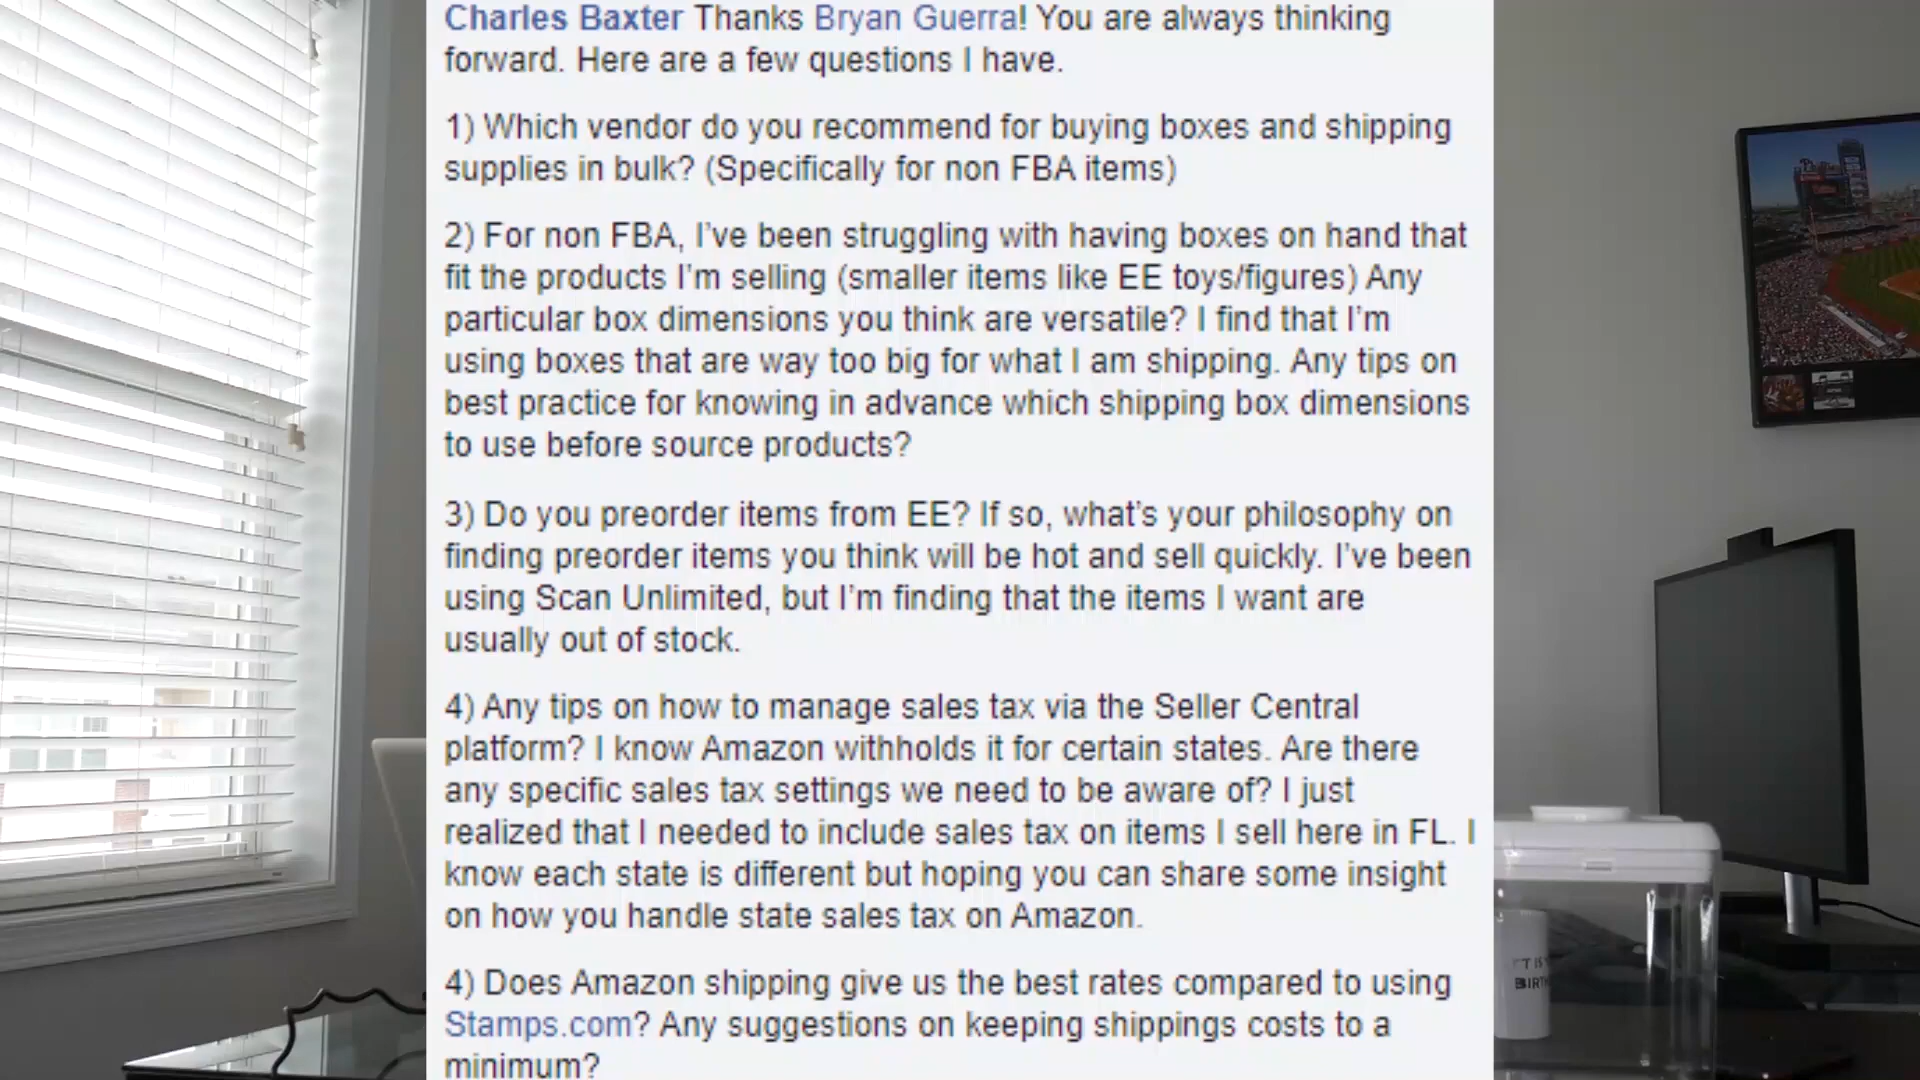 Charles Baxter Thanks Bryan Guerra! You are always thinking
forward. Here are a few questions I have.
1) Which vendor do you recommend for buying boxes and shipping
supplies in bulk? (Specifically for non FBA items)
2) For non FBA, I've been struggling with having boxes on hand that
fit the products I'm selling (smaller items like EE toys/figures) Any
particular box dimensions you think are versatile? I find that I'm
using boxes that are way too big for what I am shipping. Any tips on
best practice for knowing in advance which shipping box dimensions
to use before source products?
3) Do you preorder items from EE? If so, what's your philosophy on
finding preorder items you think will be hot and sell quickly. I've been
using Scan Unlimited, but I'm finding that the items I want are
usually out of stock.
4) Any tips on how to manage sales tax via the Seller Central
platform? I know Amazon withholds it for certain states. Are there
any specific sales tax settings we need to be aware of? I just
realized that I needed to include sales tax on items I sell here in FL. I
know each state is different but hoping you can share some insight
on how you handle state sales tax on Amazon.
4) Does Amazon shipping give us the best rates compared to using
Stamps.com? Any suggestions on keeping shippings costs to a
minimum?